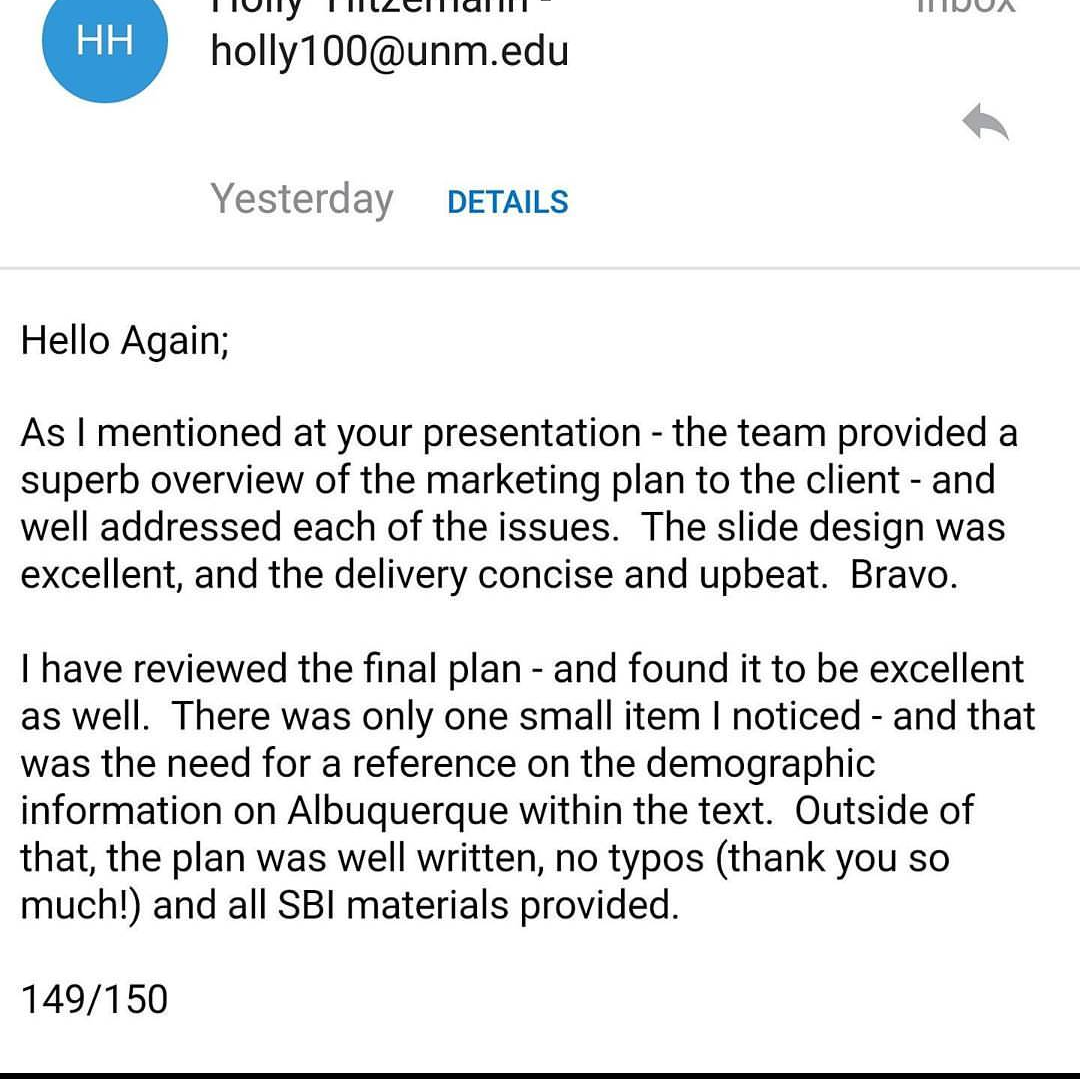 HH
Holly Hitzemann -
Inbox
holly100@unm.edu
Yesterday DETAILS
Hello Again;
As I mentioned at your presentation - the team provided a
superb overview of the marketing plan to the client - and
well addressed each of the issues.  The slide design was
excellent, and the delivery concise and upbeat.  Bravo.
I have reviewed the final plan - and found it to be excellent
as well.  There was only one small item I noticed - and that
was the need for a reference on the demographic
information on Albuquerque within the text.  Outside of
that, the plan was well written, no typos (thank you so
much!) and all SBI materials provided.
149/150